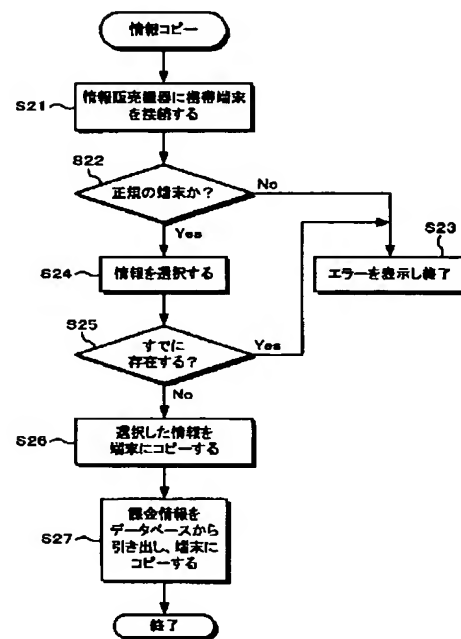 情報コピー
S21
情報販売機器に携帯端末
を接続する
S22
正規の端末か？
No
Yes
S23
エラーを表示し終了
S24
情報を選択する
S25
すでに
存在する？
Yes
No
S26
選択した情報を
端末にコピーする
S27
課金情報を
データベースから
引き出し、端末に
コピーする
終了